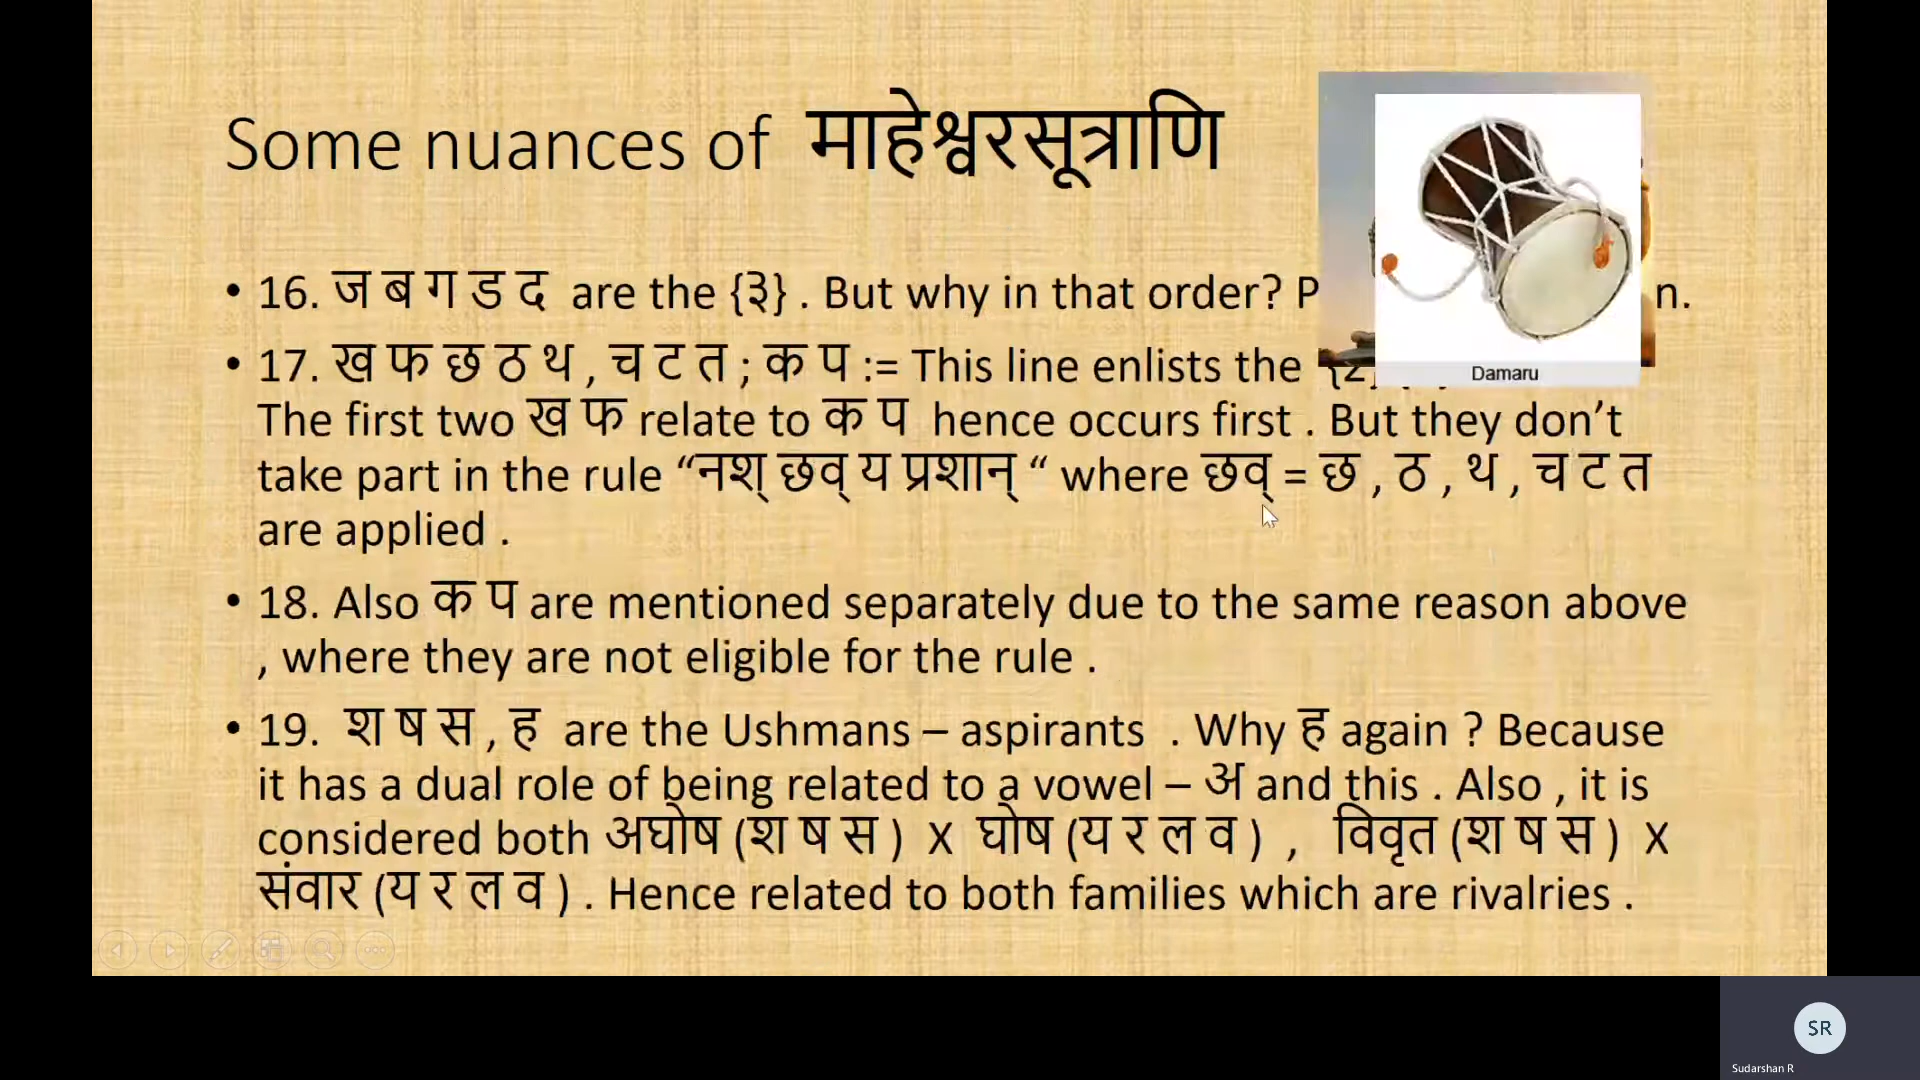 Some nuances of माहेश्वरसूत्राणि
Damaru
• 16. ज ब ग ड द are the {३} . But why in that order? P
n.
• 17. ख फ छ ठ थ , च ट त ; क प := This line enlists the
The first two ख फ relate to क प hence occurs first . But they don’t
take part in the rule “नश् छव् य प्रशान् “ where छव् = छ , ठ , थ , च ट त
are applied .
• 18. Also क प are mentioned separately due to the same reason above
, where they are not eligible for the rule .
• 19. श ष स , ह are the Ushmans – aspirants . Why ह again ? Because
it has a dual role of being related to a vowel – अ and this . Also , it is
considered both अघोष (श ष स ) X घोष (य र ल व ) , विवृत (श ष स ) X
संवार (य र ल व ) . Hence related to both families which are rivalries .
SR
Sudarshan R